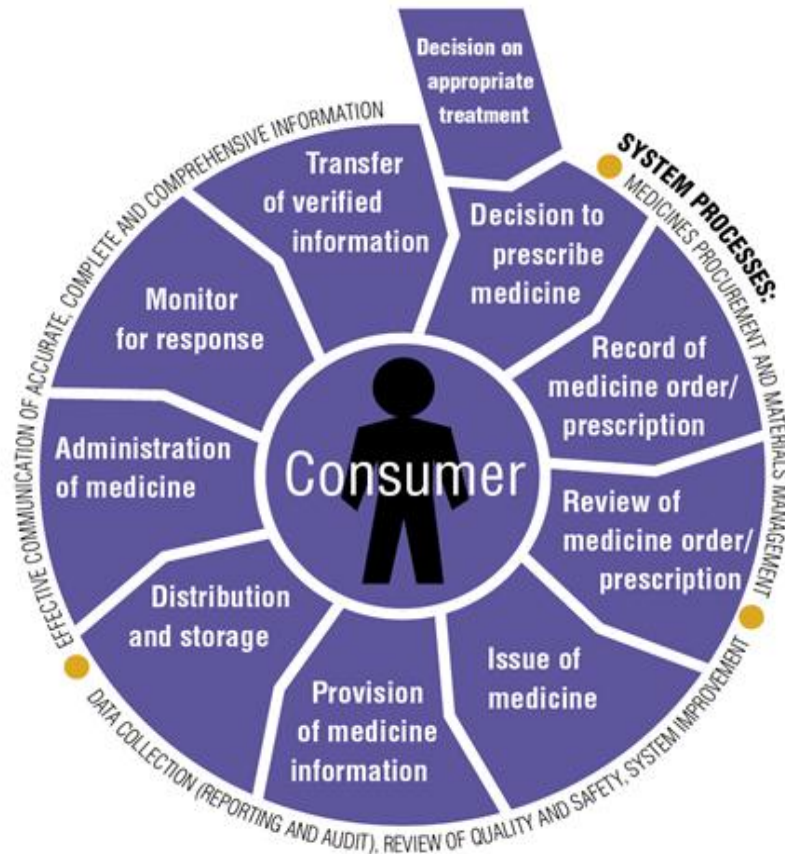 Decision on
appropriate
treatment
SYSTEM PROCESSES:
MEDICINES PROCUREMENT AND MATERIALS MANAGEMENT
Decision to
prescribe
medicine
Record of
medicine order/
prescription
Review of
medicine order/
prescription
Issue of
medicine
Provision
of medicine
information
Distribution
and storage
Administration
of medicine
Monitor
for response
Transfer
of verified
information
Consumer
DATA COLLECTION (REPORTING AND AUDIT), REVIEW OF QUALITY AND SAFETY, SYSTEM IMPROVEMENT
EFFECTIVE COMMUNICATION OF ACCURATE, COMPLETE AND COMPREHENSIVE INFORMATION